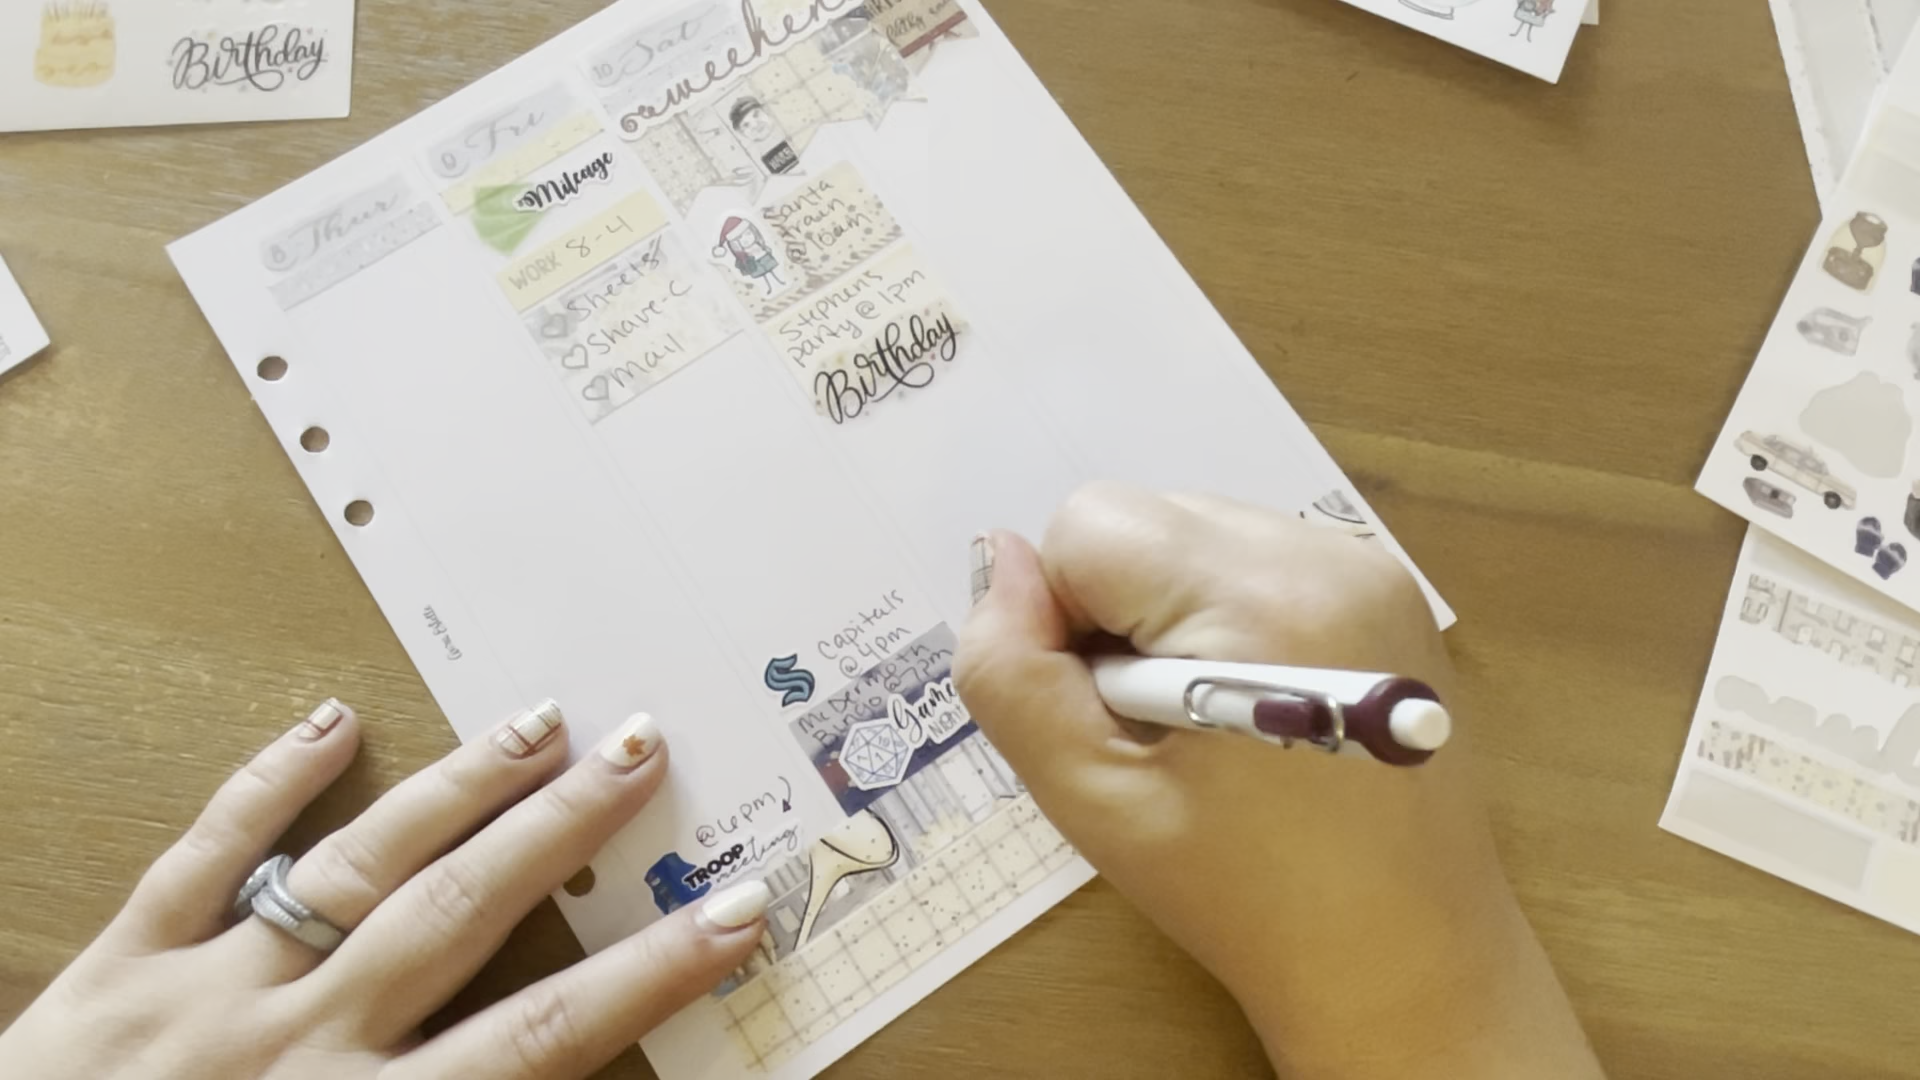 Birthday
8 Thur
9 Fri
Mileage
WORK 8-4
Sheets
Shave-C
Mail
10 Sat
weekend
Santa
train
@10am
Stephen's
party @ 1pm
Birthday
Capitals
@4pm
McDermoth
Bingo @7pm
Game
NIGHT
@6pm
TROOP
meeting